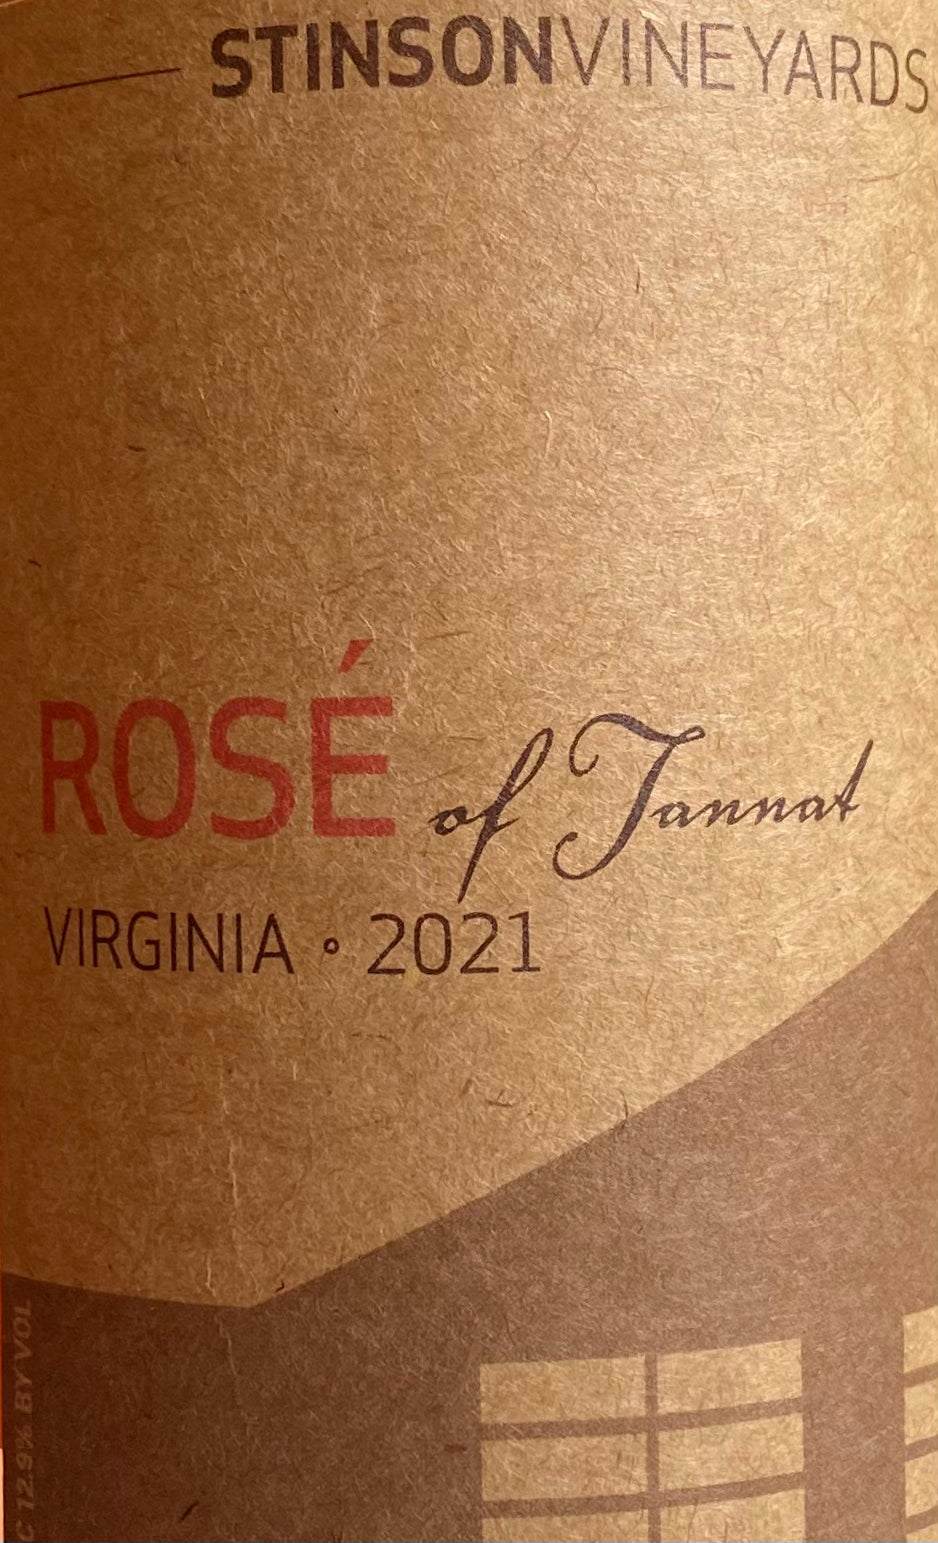 STINSONVINEYARDS
ROSÉ of Tannat
VIRGINIA • 2021
C 12.9% BY VOL